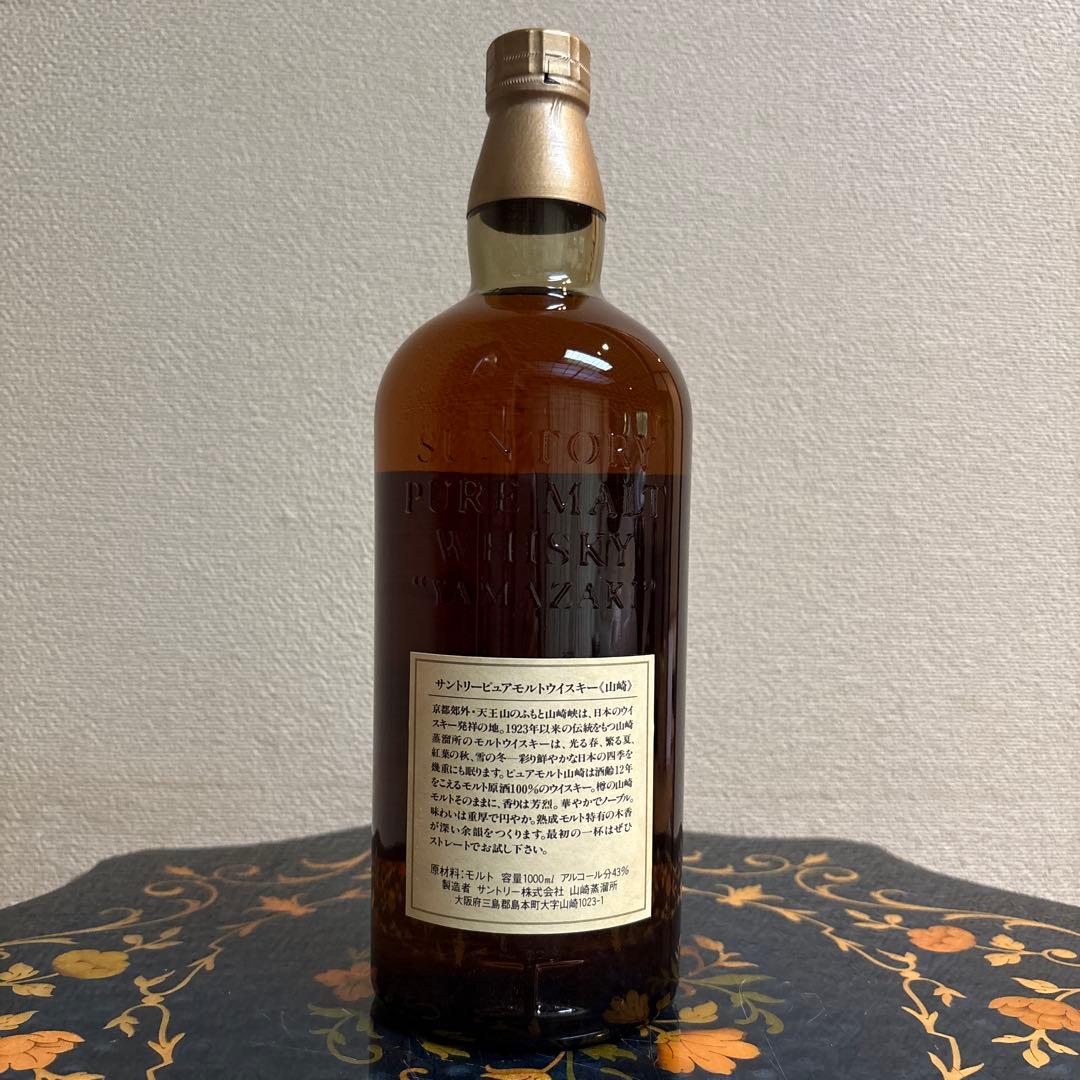 SUNTORY
PURE MALT
WHISKY
“YAMAZAKI”
サントリーピュアモルトウイスキー《山崎》
京都郊外・天王山のふもと山崎峡は、日本のウイ
スキー発祥の地。1923年以来の伝統をもつ山崎
蒸溜所のモルトウイスキーは、光る春、繁る夏、
紅葉の秋、雪の冬―彩り鮮やかな日本の四季を
幾重にも眠ります。ピュアモルト山崎は酒齢12年
をこえるモルト原酒100%のウイスキー。樽の山崎
モルトそのままに、香りは芳烈。華やかでノーブル。
味わいは重厚で円やか。熟成モルト特有の木香
が深い余韻をつくります。最初の一杯はぜひ
ストレートでお試し下さい。
原材料：モルト 容量1000ml アルコール分43%
製造者 サントリー株式会社 山崎蒸溜所
大阪府三島郡島本町大字山崎1023-1